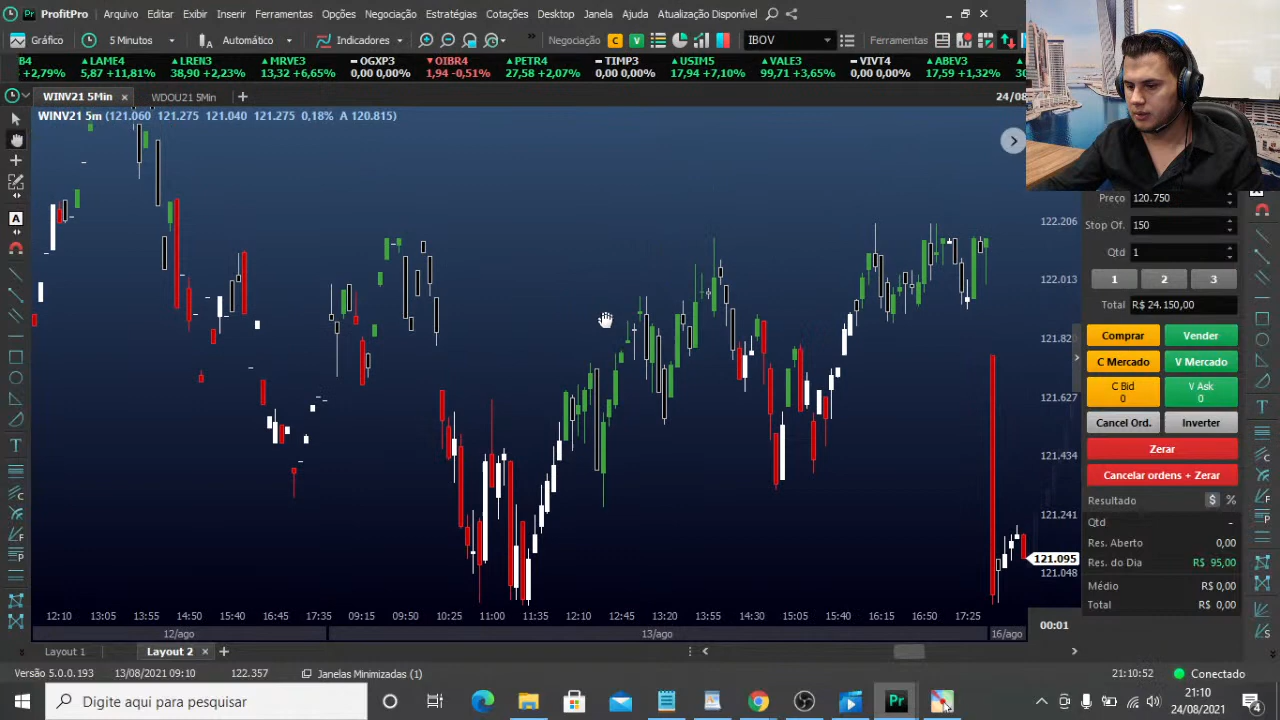 ProfitPro Arquivo Editar Exibir Inserir Ferramentas Opções Negociação Estratégias Cotações Desktop Janela Ajuda Atualização Disponível
Gráfico 5 Minutos Automático Indicadores Negociação C V IBOV Ferramentas
B4 LAME4 LREN3 MRVE3 OGXP3 OIBR4 PETR4 TIMP3 USIM5 VALE3 VIVT4 ABEV3
+2,79% 5,87 +11,81% 38,90 +2,23% 13,32 +6,65% 0,00 0,00% 1,94 -0,51% 27,58 +2,07% 0,00 0,00% 17,94 +7,10% 99,71 +3,65% 0,00 0,00% 17,59 +1,32%
WINV21 5Min WDOU21 5Min 24/08
WINV21 5m (121.060 121.275 121.040 121.275 0,18% A 120.815)
Preço 120.750
Stop Of. 150
Qtd 1
1 2 3
Total R$ 24.150,00
Comprar Vender
C Mercado V Mercado
C Bid V Ask
0 0
Cancel Ord. Inverter
Zerar
Cancelar ordens + Zerar
Resultado $ %
Qtd -
Res. Aberto 0,00
Res. do Dia R$ 95,00
Médio R$ 0,00
Total R$ 0,00
122.206
122.013
121.820
121.627
121.434
121.241
121.095
121.048
12:10 13:05 13:55 14:50 15:40 16:45 17:35 09:15 09:50 10:25 11:00 11:35 12:10 12:45 13:20 13:55 14:30 15:05 15:40 16:15 16:50 17:25
00:01
12/ago 13/ago 16/ago
Layout 1 Layout 2
Versão 5.0.0.193 13/08/2021 09:10 122.357 Janelas Minimizadas (1) 21:10:52 Conectado
Digite aqui para pesquisar
Pr
21:10
24/08/2021
4